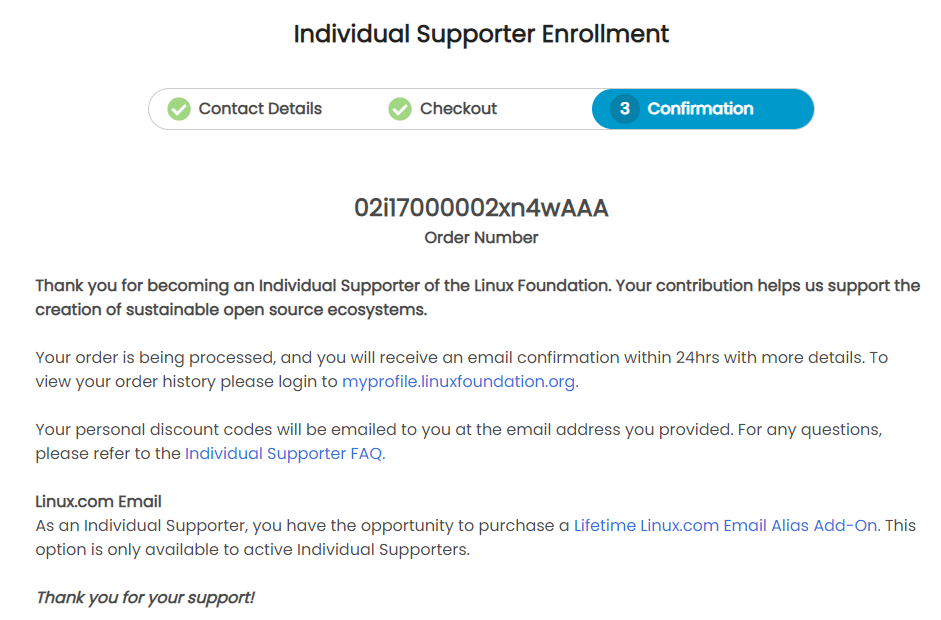 Individual Supporter Enrollment
Contact Details
Checkout
3 Confirmation
02i17000002xn4wAAA
Order Number
Thank you for becoming an Individual Supporter of the Linux Foundation. Your contribution helps us support the
creation of sustainable open source ecosystems.
Your order is being processed, and you will receive an email confirmation within 24hrs with more details. To
view your order history please login to myprofile.linuxfoundation.org.
Your personal discount codes will be emailed to you at the email address you provided. For any questions,
please refer to the Individual Supporter FAQ.
Linux.com Email
As an Individual Supporter, you have the opportunity to purchase a Lifetime Linux.com Email Alias Add-On. This
option is only available to active Individual Supporters.
Thank you for your support!